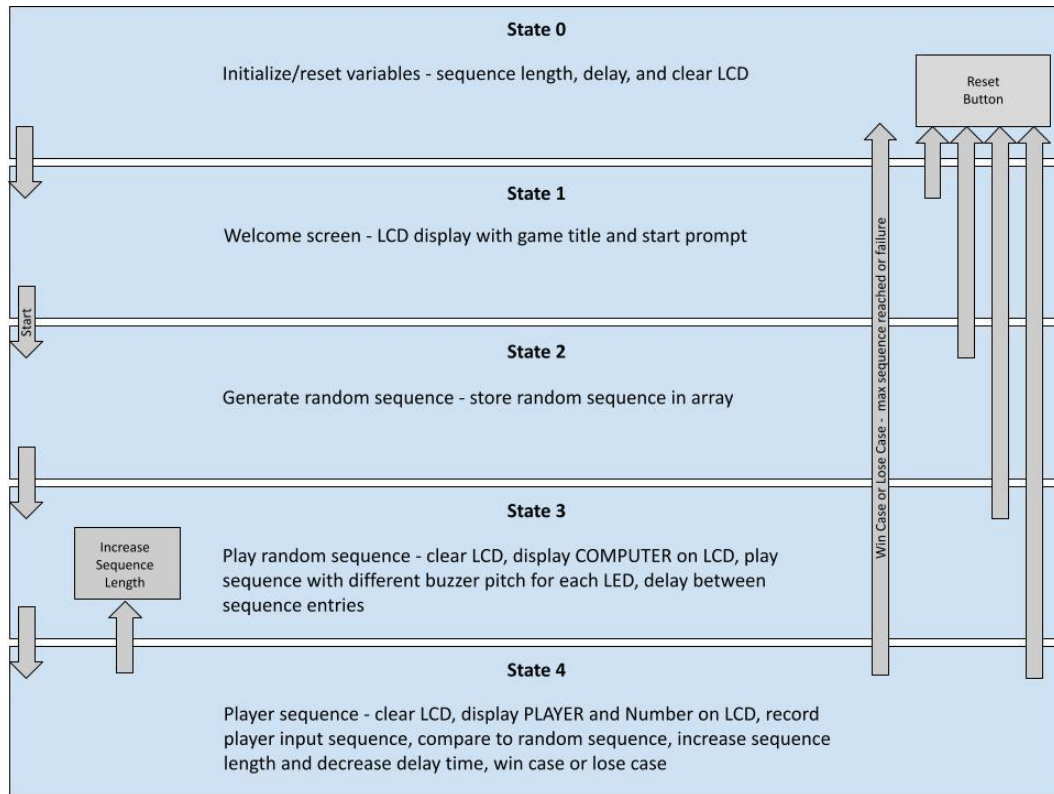 State 0
Initialize/reset variables - sequence length, delay, and clear LCD
Reset
Button
State 1
Welcome screen - LCD display with game title and start prompt
Start
State 2
Generate random sequence - store random sequence in array
Win Case or Lose Case - max sequence reached or failure
State 3
Increase
Sequence
Length
Play random sequence - clear LCD, display COMPUTER on LCD, play
sequence with different buzzer pitch for each LED, delay between
sequence entries
State 4
Player sequence - clear LCD, display PLAYER and Number on LCD, record
player input sequence, compare to random sequence, increase sequence
length and decrease delay time, win case or lose case